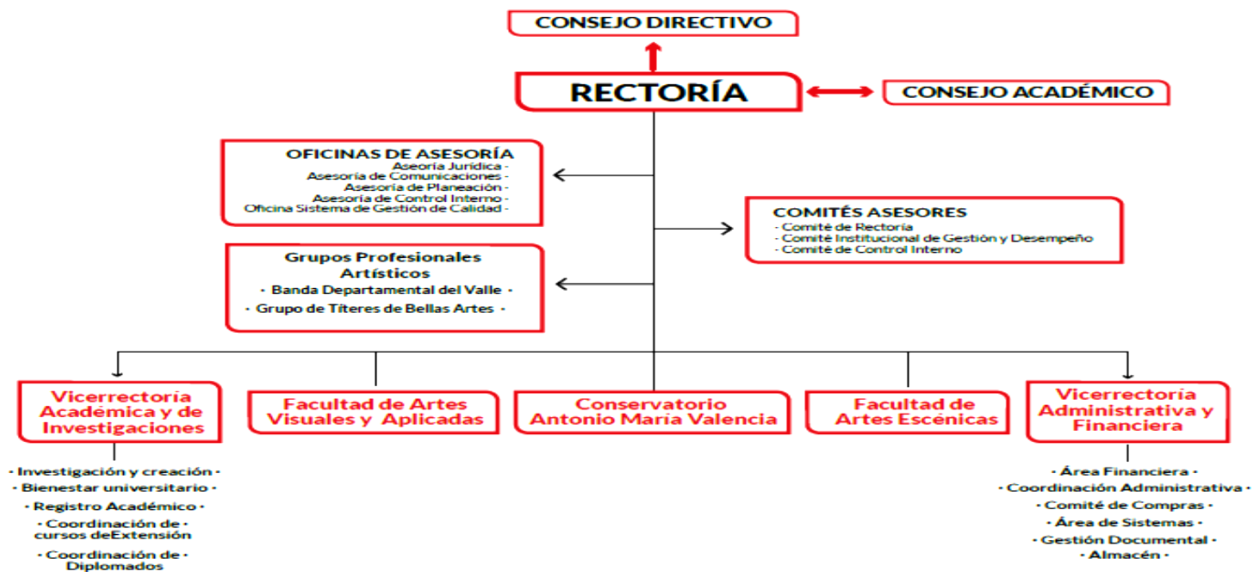 CONSEJO DIRECTIVO
RECTORÍA
CONSEJO ACADÉMICO
OFICINAS DE ASESORÍA
Aseoría Jurídica -
Asesoría de Comunicaciones -
Asesoría de Planeación -
Asesoría de Control Interno -
Oficina Sistema de Gestión de Calidad -
COMITÉS ASESORES
- Comité de Rectoría
- Comité Institucional de Gestión y Desempeño
- Comité de Control Interno
Grupos Profesionales
Artísticos
· Banda Departamental del Valle ·
· Grupo de Títeres de Bellas Artes ·
Vicerrectoría
Académica y de
Investigaciones
Facultad de Artes
Visuales y Aplicadas
Conservatorio
Antonio María Valencia
Facultad de
Artes Escénicas
Vicerrectoría
Administrativa y
Financiera
· Investigación y creación ·
· Bienestar universitario ·
· Registro Académico ·
· Coordinación de ·
cursos deExtensión
· Coordinación de ·
Diplomados
· Área Financiera ·
· Coordinación Administrativa ·
· Comité de Compras ·
· Área de Sistemas ·
· Gestión Documental ·
· Almacén ·